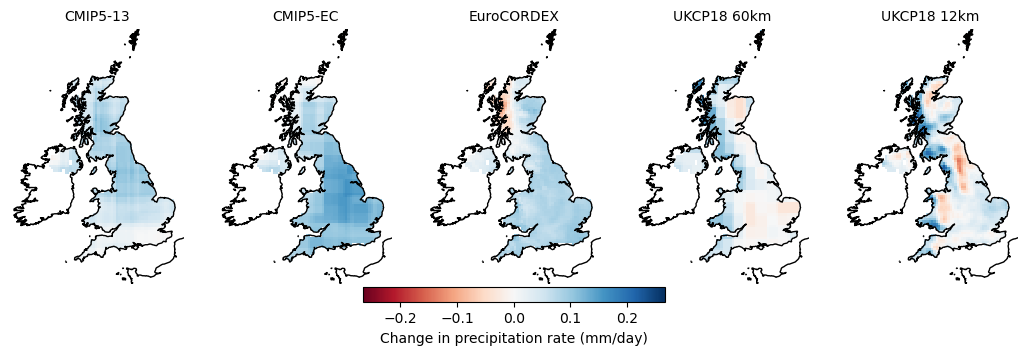 CMIP5-13
CMIP5-EC
EuroCORDEX
UKCP18 60km
UKCP18 12km
−0.2
−0.1
0.0
0.1
0.2
Change in precipitation rate (mm/day)